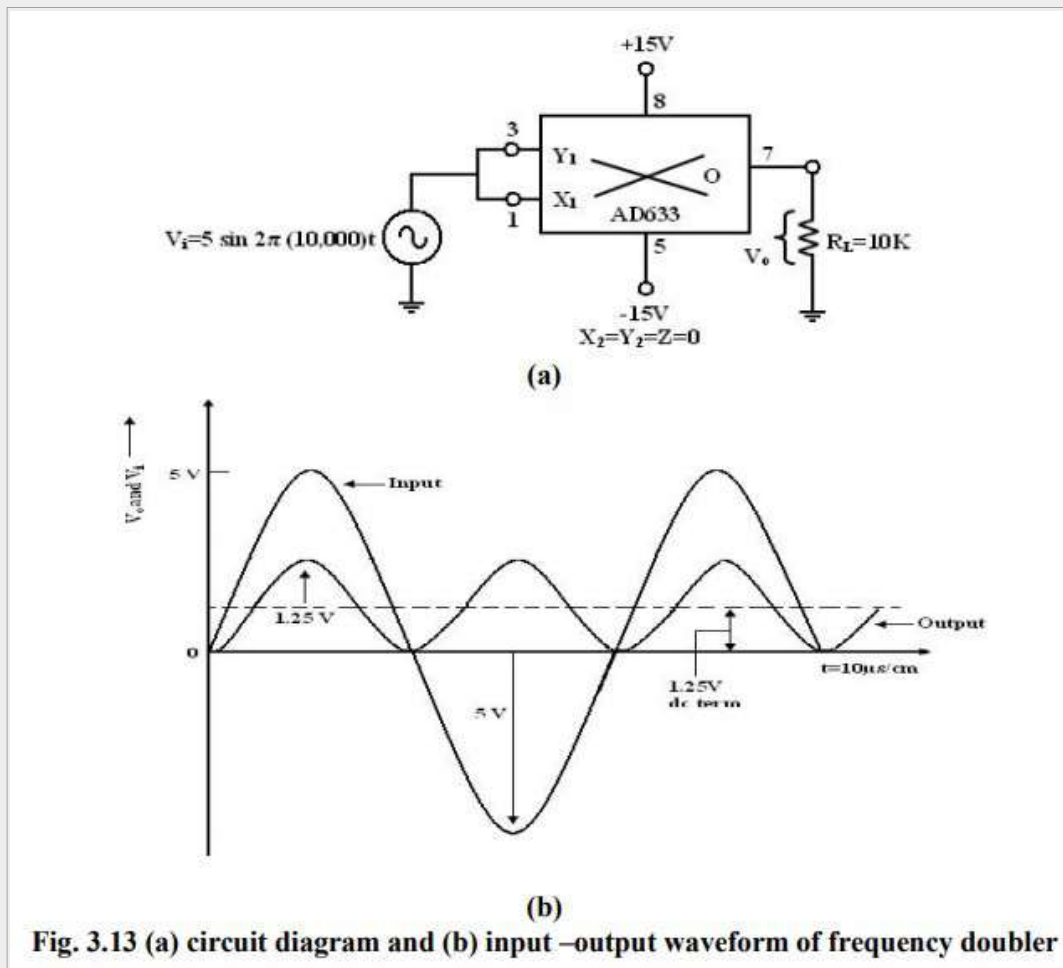 +15V
8
3
Y₁
7
O
X₁
1
AD633
Vᵢ=5 sin 2π (10,000)t
5
Vₒ
R_L=10K
-15V
X₂=Y₂=Z=0
(a)
Vₒ and Vᵢ
5 V
Input
1.25 V
Output
0
t=10μs/cm
1.25V
dc term
5 V
(b)
Fig. 3.13 (a) circuit diagram and (b) input –output waveform of frequency doubler